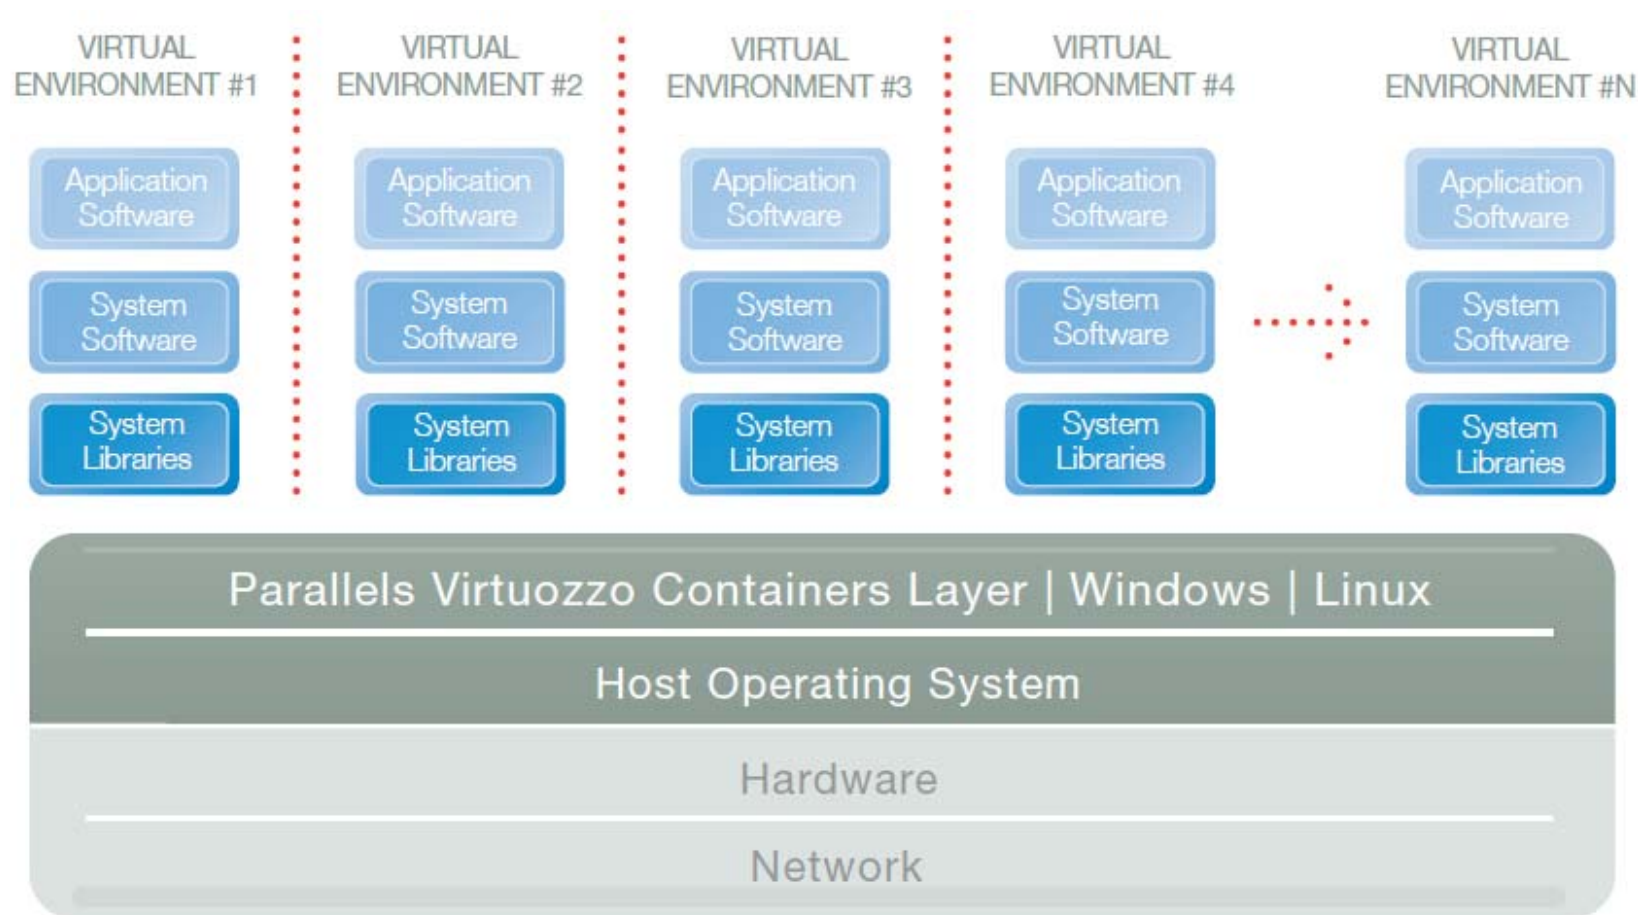 VIRTUAL
ENVIRONMENT #1
VIRTUAL
ENVIRONMENT #2
VIRTUAL
ENVIRONMENT #3
VIRTUAL
ENVIRONMENT #4
VIRTUAL
ENVIRONMENT #N
Application
Software
Application
Software
Application
Software
Application
Software
Application
Software
System
Software
System
Software
System
Software
System
Software
System
Software
System
Libraries
System
Libraries
System
Libraries
System
Libraries
System
Libraries
Parallels Virtuozzo Containers Layer | Windows | Linux
Host Operating System
Hardware
Network